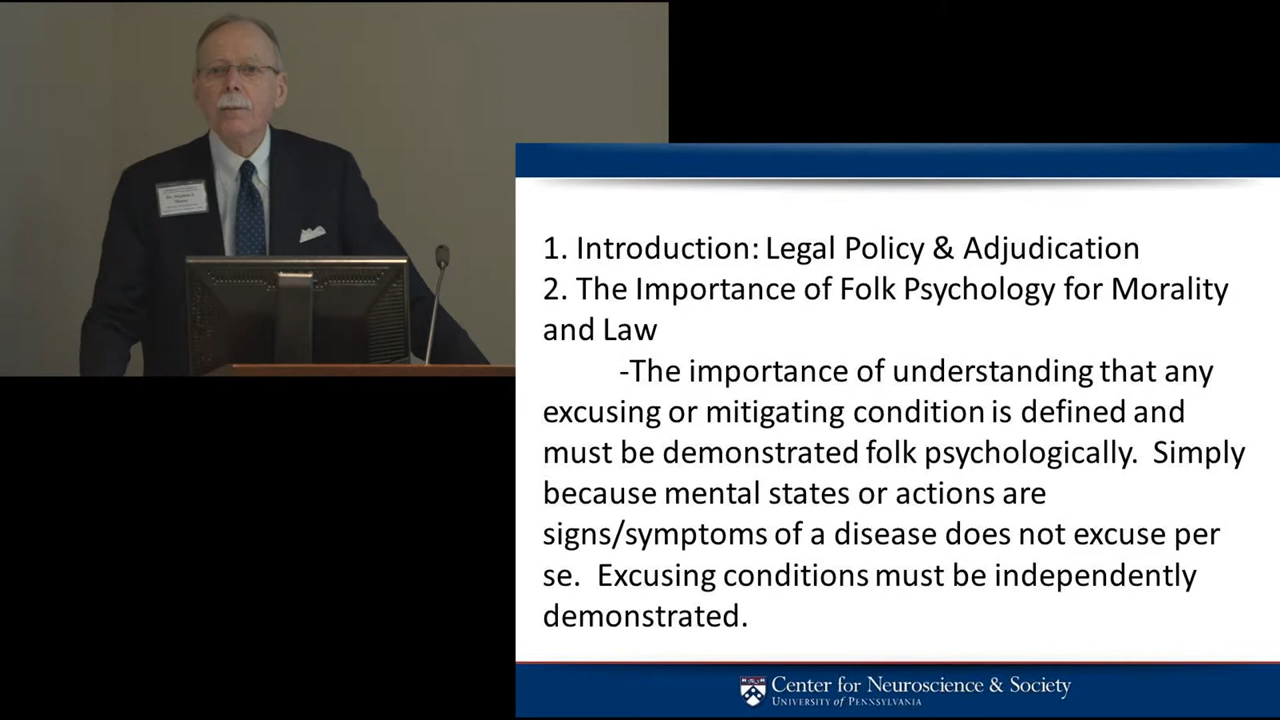 Dr. Stephen J.
Morse
1. Introduction: Legal Policy & Adjudication
2. The Importance of Folk Psychology for Morality
and Law
-The importance of understanding that any
excusing or mitigating condition is defined and
must be demonstrated folk psychologically. Simply
because mental states or actions are
signs/symptoms of a disease does not excuse per
se. Excusing conditions must be independently
demonstrated.
Center for Neuroscience & Society
UNIVERSITY of PENNSYLVANIA